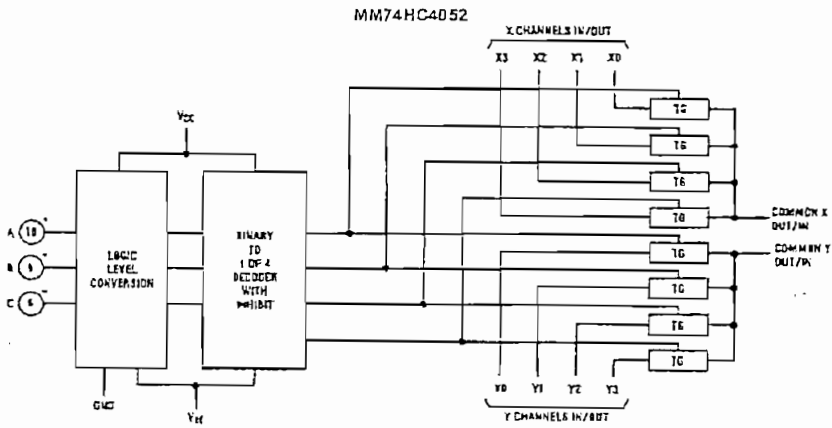 MM74HC4052
X CHANNELS IN/OUT
X3 X2 X1 X0
TG
VCC
TG
TG
TG
COMMON X
OUT/IN
A 10
LOGIC
LEVEL
CONVERSION
BINARY
TO
1 OF 4
DECODER
WITH
INHIBIT
TG
COMMON Y
OUT/IN
B 9
TG
C 6
TG
TG
GND
VEE
Y0 Y1 Y2 Y3
Y CHANNELS IN/OUT